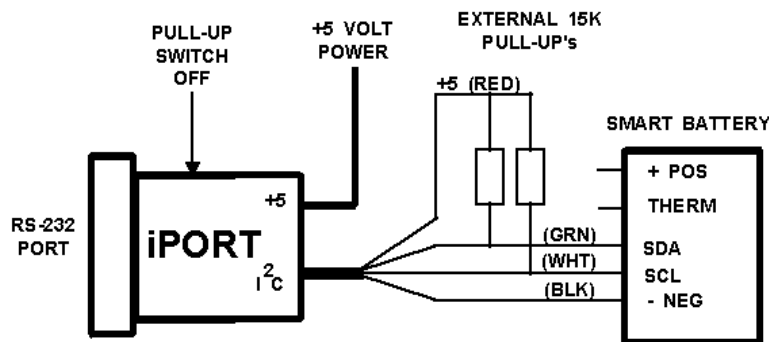 PULL-UP
SWITCH
OFF
+5 VOLT
POWER
EXTERNAL 15K
PULL-UP's
+5 (RED)
SMART BATTERY
RS-232
PORT
iPORT
+5
I²C
(GRN)
(WHT)
(BLK)
+ POS
THERM
SDA
SCL
- NEG